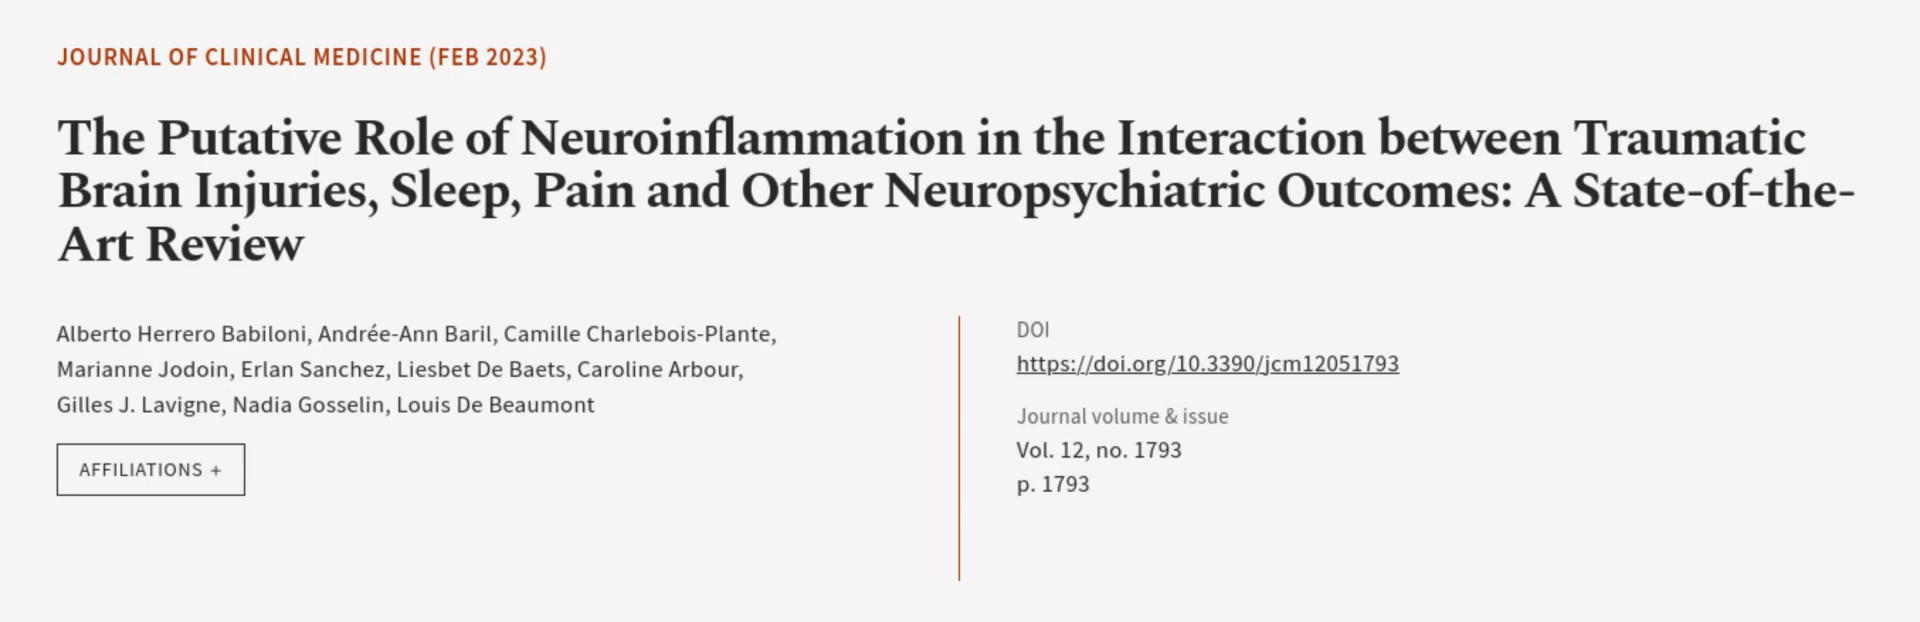 JOURNAL OF CLINICAL MEDICINE (FEB 2023)
The Putative Role of Neuroinflammation in the Interaction between Traumatic
Brain Injuries, Sleep, Pain and Other Neuropsychiatric Outcomes: A State-of-the-
Art Review
Alberto Herrero Babiloni, Andrée-Ann Baril, Camille Charlebois-Plante,
Marianne Jodoin, Erlan Sanchez, Liesbet De Baets, Caroline Arbour,
Gilles J. Lavigne, Nadia Gosselin, Louis De Beaumont
AFFILIATIONS +
DOI
https://doi.org/10.3390/jcm12051793
Journal volume & issue
Vol. 12, no. 1793
p. 1793